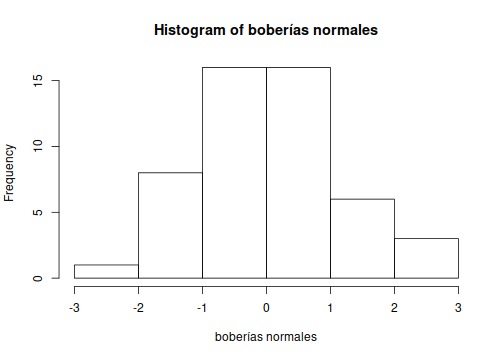 Histogram of boberías normales
Frequency
15
10
5
0
-3 -2 -1 0 1 2 3
boberías normales